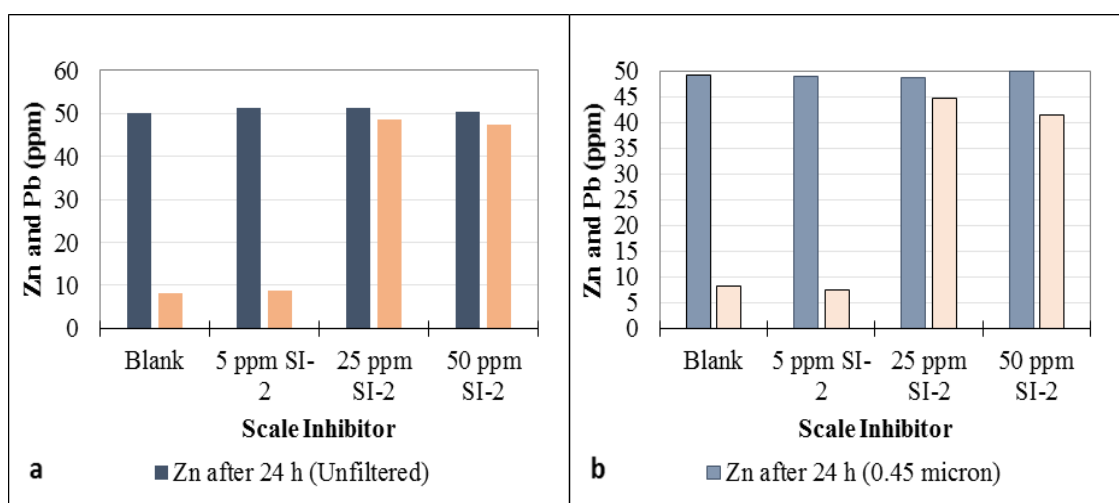 Zn and Pb (ppm)
60
50
40
30
20
10
0
Blank
5 ppm SI-
2
25 ppm
SI-2
50 ppm
SI-2
Scale Inhibitor
a
Zn after 24 h (Unfiltered)
Zn and Pb (ppm)
50
45
40
35
30
25
20
15
10
5
0
Blank
5 ppm SI-
2
25 ppm
SI-2
50 ppm
SI-2
Scale Inhibitor
b
Zn after 24 h (0.45 micron)